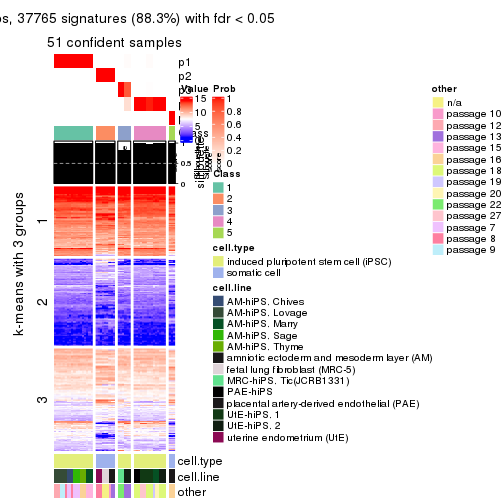 os, 37765 signatures (88.3%) with fdr < 0.05
51 confident samples
p1
p2
p3
Value
15
10
5
0
Prob
1
0.8
0.6
0.4
0.2
0
0.5
0
Class
1
2
3
4
5
k-means with 3 groups
1
2
3
cell.type
induced pluripotent stem cell (iPSC)
somatic cell
cell.line
AM-hiPS. Chives
AM-hiPS. Lovage
AM-hiPS. Marry
AM-hiPS. Sage
AM-hiPS. Thyme
amniotic ectoderm and mesoderm layer (AM)
fetal lung fibroblast (MRC-5)
MRC-hiPS. Tic(JCRB1331)
PAE-hiPS
placental artery-derived endothelial (PAE)
UtE-hiPS. 1
UtE-hiPS. 2
uterine endometrium (UtE)
cell.type
cell.line
other
other
n/a
passage 10
passage 12
passage 13
passage 15
passage 16
passage 18
passage 19
passage 20
passage 22
passage 27
passage 7
passage 8
passage 9